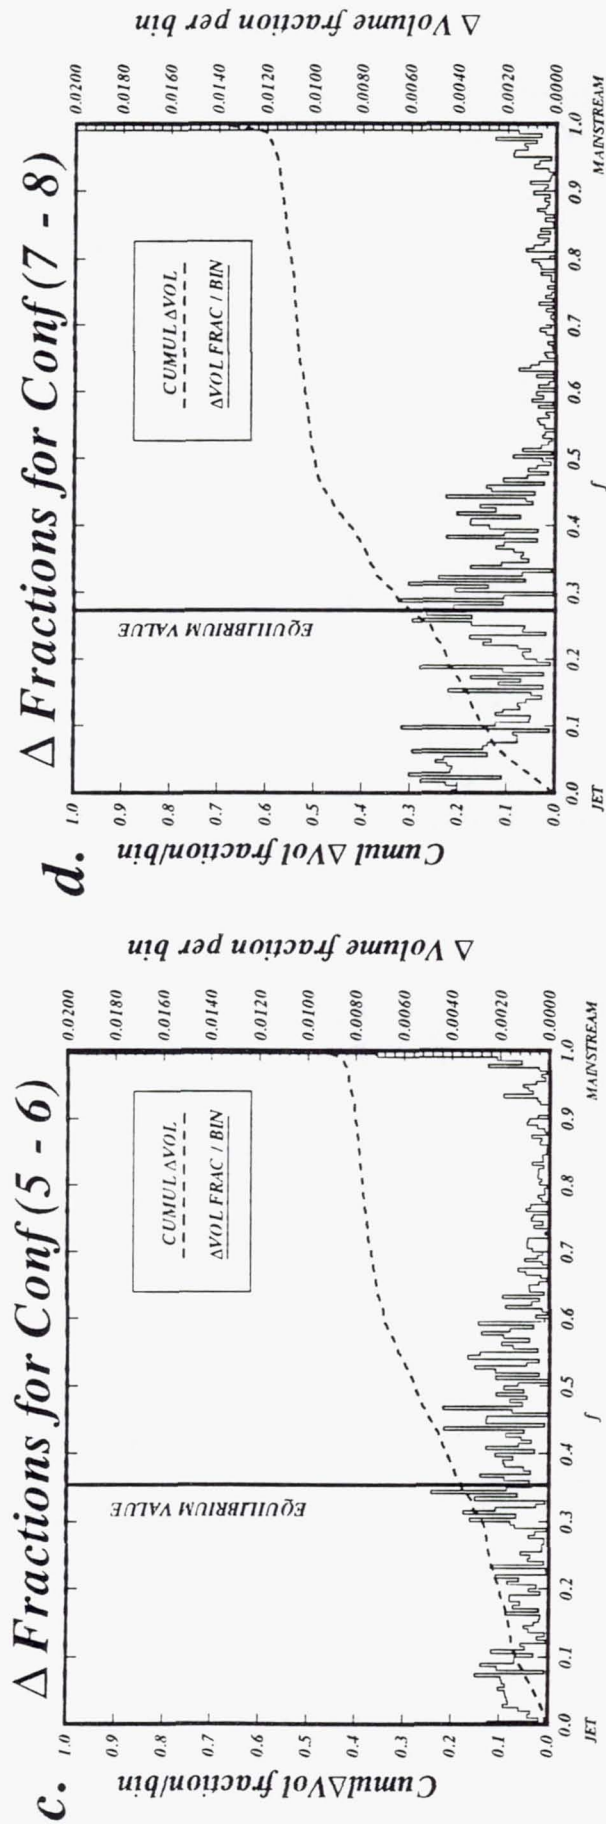 c.
Δ Fractions for Conf (5 - 6)
CumulΔVol fraction/bin
1.0
0.9
0.8
0.7
0.6
0.5
0.4
0.3
0.2
0.1
0.0
CUMUL ΔVOL
ΔVOL FRAC / BIN
EQUILIBRIUM VALUE
0.0200
0.0180
0.0160
0.0140
0.0120
0.0100
0.0080
0.0060
0.0040
0.0020
0.0000
Δ Volume fraction per bin
0.0 0.1 0.2 0.3 0.4 0.5 0.6 0.7 0.8 0.9 1.0
JET f MAINSTREAM
d.
Δ Fractions for Conf (7 - 8)
Cumul ΔVol fraction/bin
1.0
0.9
0.8
0.7
0.6
0.5
0.4
0.3
0.2
0.1
0.0
CUMUL ΔVOL
ΔVOL FRAC / BIN
EQUILIBRIUM VALUE
0.0200
0.0180
0.0160
0.0140
0.0120
0.0100
0.0080
0.0060
0.0040
0.0020
0.0000
Δ Volume fraction per bin
0.0 0.1 0.2 0.3 0.4 0.5 0.6 0.7 0.8 0.9 1.0
JET f MAINSTREAM